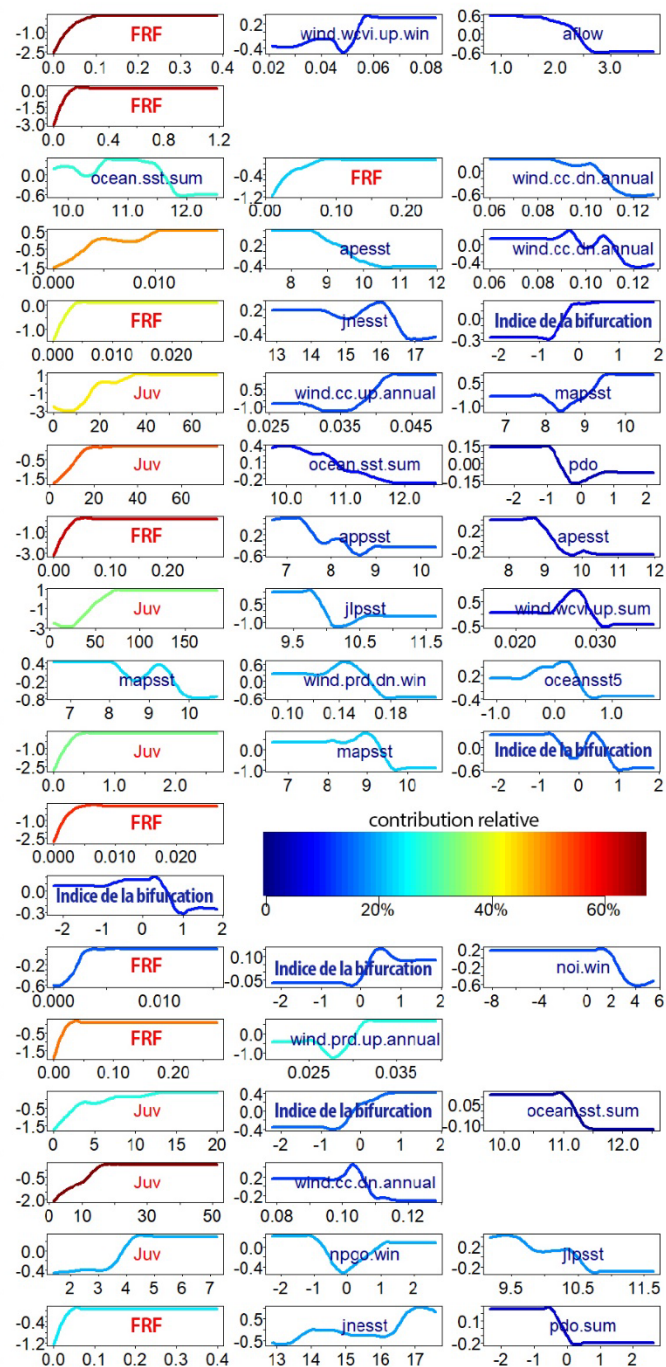 -1.0
-2.5
FRF
0.0 0.1 0.2 0.3 0.4
0.2
-0.4
wind.wcvi.up.win
0.02 0.04 0.06 0.08
0.6
0.0
-0.6
aflow
1.0 2.0 3.0
0.0
-1.5
-3.0
FRF
0.0 0.4 0.8 1.2
0.0
-0.6
ocean.sst.sum
10.0 11.0 12.0
-0.4
-1.2
FRF
0.00 0.10 0.20
0.2
-0.6
wind.cc.dn.annual
0.06 0.08 0.10 0.12
0.5
-0.5
-1.5
0.000 0.010
0.2
-0.4
apesst
8 9 10 11 12
0.2
-0.4
wind.cc.dn.annual
0.06 0.08 0.10 0.12
0.0
-1.0
FRF
0.000 0.010 0.020
0.2
-0.4
jnesst
13 14 15 16 17
0.1
-0.2
Indice de la bifurcation
-2 -1 0 1 2
1
-1
-3
Juv
0 20 40 60
0.5
-1.0
wind.cc.up.annual
0.025 0.035 0.045
0.5
-1.0
mapsst
7 8 9 10
-0.5
-1.5
Juv
0 20 40 60
0.4
0.2
-0.2
ocean.sst.sum
10.0 11.0 12.0
0.15
0.00
-0.15
pdo
-2 -1 0 1 2
-1.0
-3.0
FRF
0.00 0.10 0.20
0.2
-0.6
appsst
7 8 9 10
0.4
0.1
-0.2
apesst
8 9 10 11 12
1
-1
-3
Juv
0 50 100 150
0.5
-1.0
jlpsst
9.5 10.5 11.5
0.5
-0.5
wind.wcvi.up.sum
0.020 0.030
0.4
-0.2
-0.8
mapsst
7 8 9 10
0.6
0.0
-0.6
wind.prd.dn.win
0.10 0.14 0.18
0.2
-0.6
oceansst5
-1.0 0.0 1.0
-1.0
-2.0
Juv
0.0 1.0 2.0
0.0
-1.0
mapsst
7 8 9 10
0.2
-0.6
Indice de la bifurcation
-2 -1 0 1 2
-1.0
-2.5
FRF
0.000 0.010 0.020
contribution relative
0 20% 40% 60%
0.0
-0.3
Indice de la bifurcation
-2 -1 0 1 2
0.0
-0.6
FRF
0.000 0.010
0.10
-0.05
Indice de la bifurcation
-2 -1 0 1 2
0.2
-0.2
-0.6
noi.win
-8 -4 0 2 4 6
-0.5
-1.5
FRF
0.00 0.10 0.20
0.0
-1.0
wind.prd.up.annual
0.025 0.035
-0.5
-1.5
Juv
0 5 10 15 20
0.4
0.0
-0.4
Indice de la bifurcation
-2 -1 0 1 2
0.05
-0.10
ocean.sst.sum
10.0 11.0 12.0
-0.5
-2.0
Juv
0 10 20 30 40 50
0.2
-0.2
wind.cc.dn.annual
0.08 0.10 0.12
0.0
-0.4
Juv
2 3 4 5 6 7
0.2
-0.4
npgo.win
-2 -1 0 1 2
0.2
-0.2
jlpsst
9.5 10.5 11.5
-0.4
-1.2
FRF
0.0 0.1 0.2 0.3 0.4
0.5
-0.5
jnesst
13 14 15 16 17
0.2
-0.2
pdo.sum
-2 -1 0 1 2